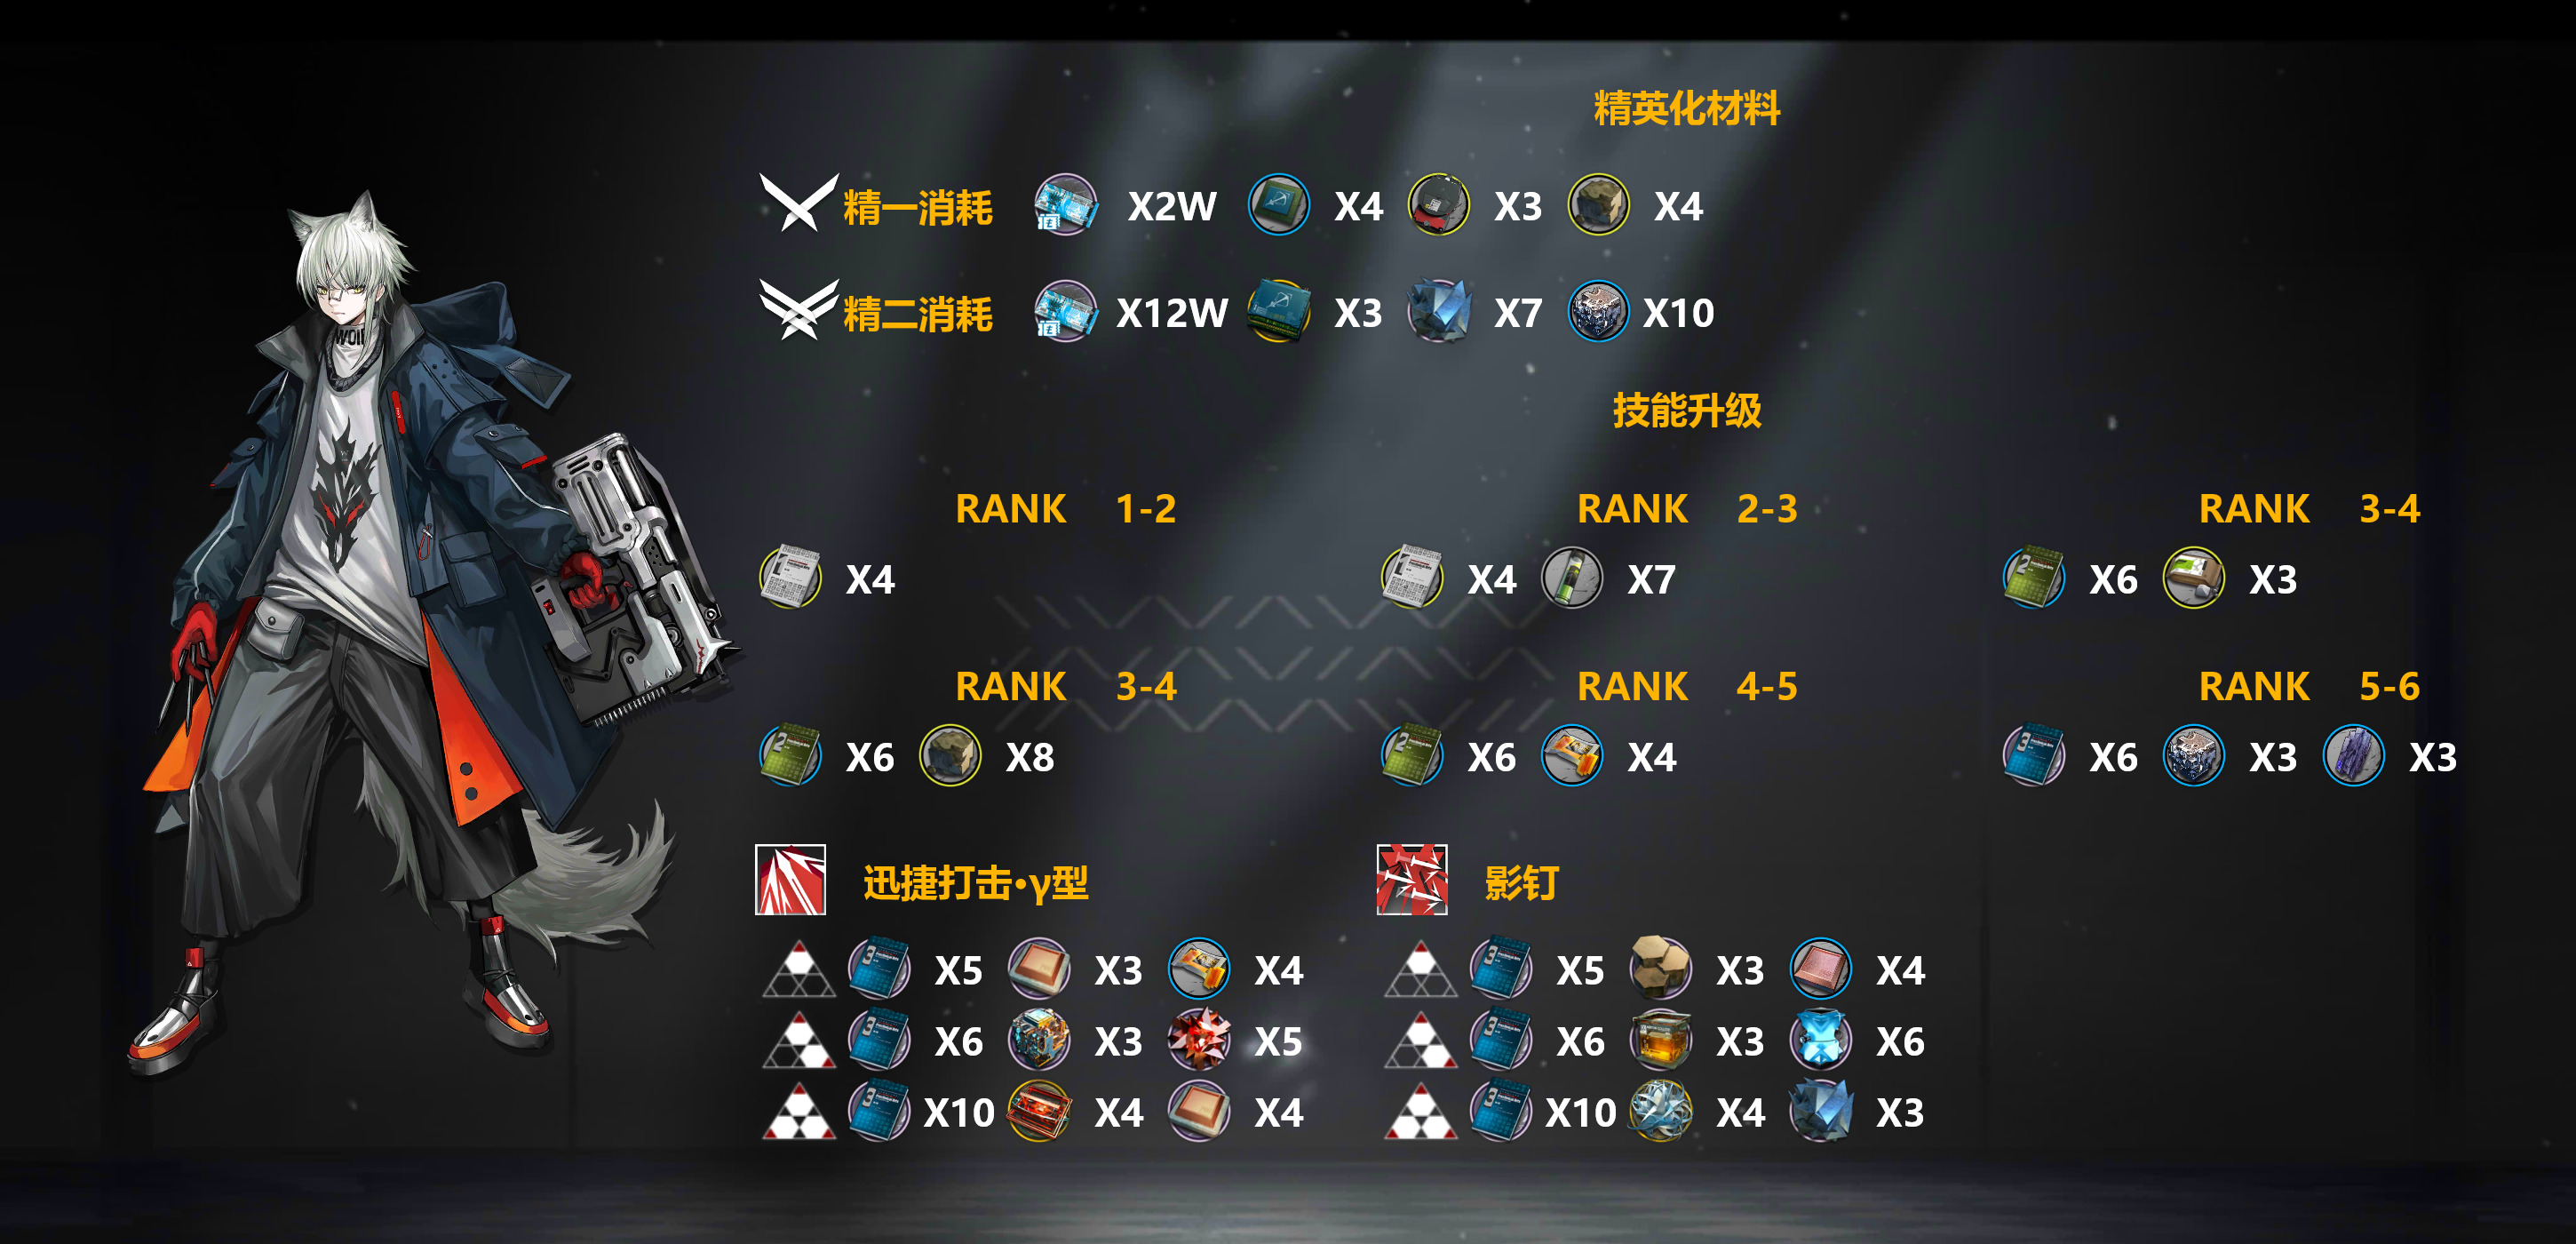 精英化材料
精一消耗 X2W X4 X3 X4
精二消耗 X12W X3 X7 X10
技能升级
RANK 1-2 RANK 2-3 RANK 3-4
X4 X4 X7 X6 X3
RANK 3-4 RANK 4-5 RANK 5-6
X6 X8 X6 X4 X6 X3 X3
迅捷打击·γ型 影钉
X5 X3 X4 X5 X3 X4
X6 X3 X5 X6 X3 X6
X10 X4 X4 X10 X4 X3